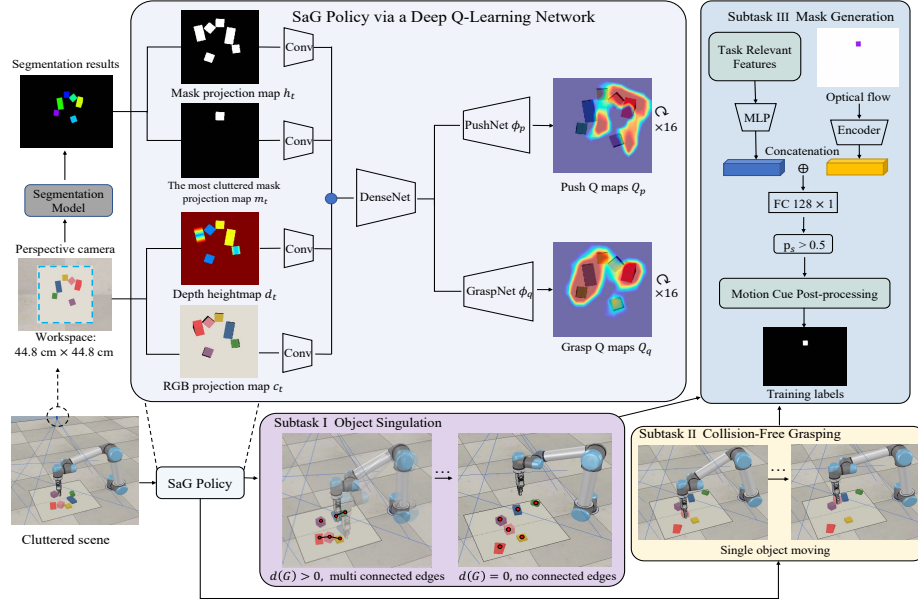 SaG Policy via a Deep Q-Learning Network
Segmentation results
Segmentation
Model
Perspective camera
Workspace:
44.8 cm × 44.8 cm
Mask projection map h_t
The most cluttered mask
projection map m_t
Depth heightmap d_t
RGB projection map c_t
Conv
Conv
Conv
Conv
DenseNet
PushNet ϕ_p
GraspNet ϕ_q
×16
Push Q maps Q_p
×16
Grasp Q maps Q_q
Subtask III Mask Generation
Task Relevant
Features
Optical flow
MLP
Encoder
Concatenation
⊕
FC 128 × 1
p_s > 0.5
Motion Cue Post-processing
Training labels
Cluttered scene
SaG Policy
Subtask I Object Singulation
...
d(G) > 0, multi connected edges
d(G) = 0, no connected edges
Subtask II Collision-Free Grasping
...
Single object moving